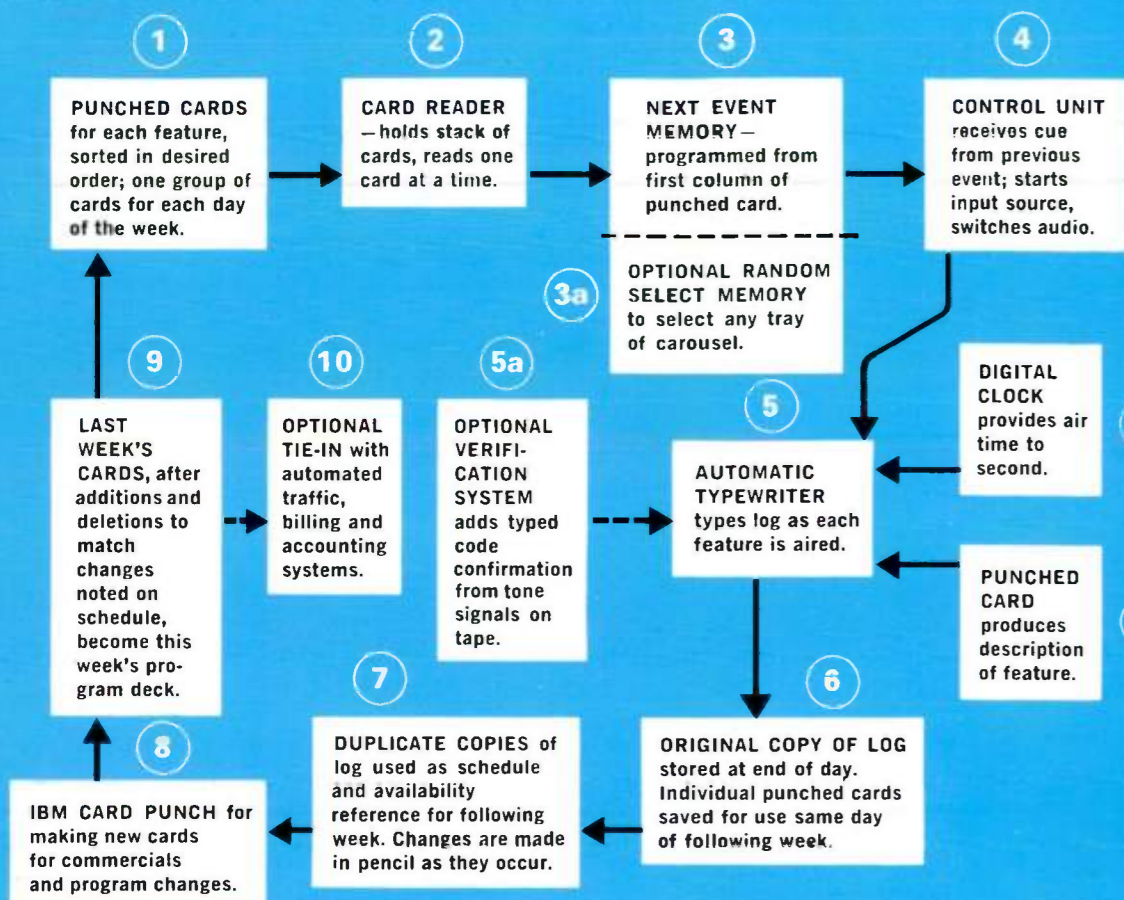 1
PUNCHED CARDS
for each feature,
sorted in desired
order; one group of
cards for each day
of the week.
2
CARD READER
—holds stack of
cards, reads one
card at a time.
3
NEXT EVENT
MEMORY—
programmed from
first column of
punched card.
3a
OPTIONAL RANDOM
SELECT MEMORY
to select any tray
of carousel.
4
CONTROL UNIT
receives cue
from previous
event; starts
input source,
switches audio.
9
LAST
WEEK'S
CARDS, after
additions and
deletions to
match
changes
noted on
schedule,
become this
week's pro-
gram deck.
10
OPTIONAL
TIE-IN with
automated
traffic,
billing and
accounting
systems.
5a
OPTIONAL
VERIFI-
CATION
SYSTEM
adds typed
code
confirmation
from tone
signals on
tape.
5
AUTOMATIC
TYPEWRITER
types log as each
feature is aired.
DIGITAL
CLOCK
provides air
time to
second.
PUNCHED
CARD
produces
description
of feature.
8
IBM CARD PUNCH for
making new cards
for commercials
and program changes.
7
DUPLICATE COPIES of
log used as schedule
and availability
reference for following
week. Changes are made
in pencil as they occur.
6
ORIGINAL COPY OF LOG
stored at end of day.
Individual punched cards
saved for use same day
of following week.